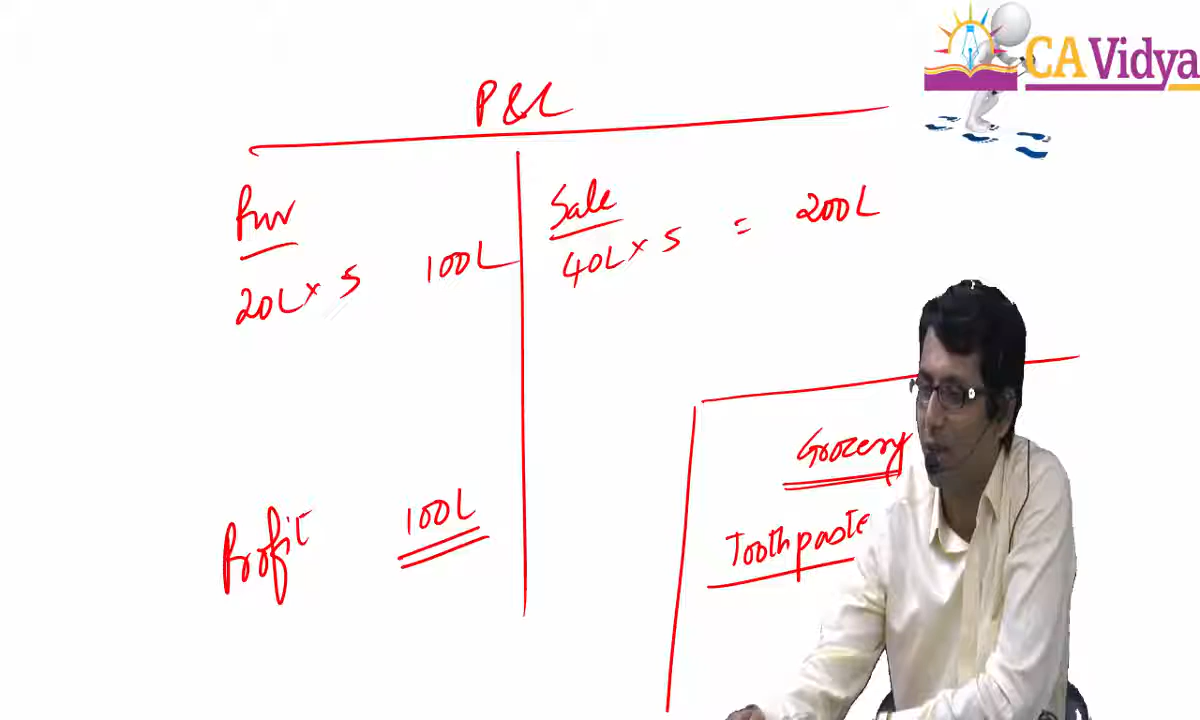 CA Vidya
P&L
Pur
20L × 5 100L
Sale
40L × 5 = 200L
Profit 100L
Grocery
Toothpaste